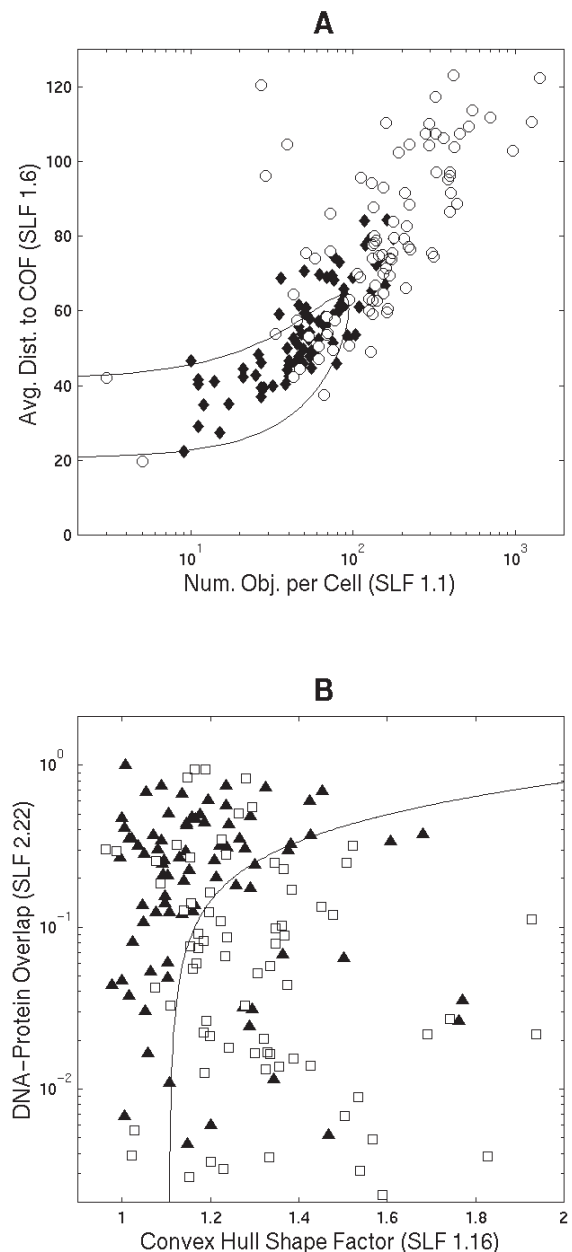 A
120
100
80
60
40
20
0
Avg. Dist. to COF (SLF 1.6)
10^1 10^2 10^3
Num. Obj. per Cell (SLF 1.1)
B
10^0
10^-1
10^-2
DNA-Protein Overlap (SLF 2.22)
1 1.2 1.4 1.6 1.8 2
Convex Hull Shape Factor (SLF 1.16)